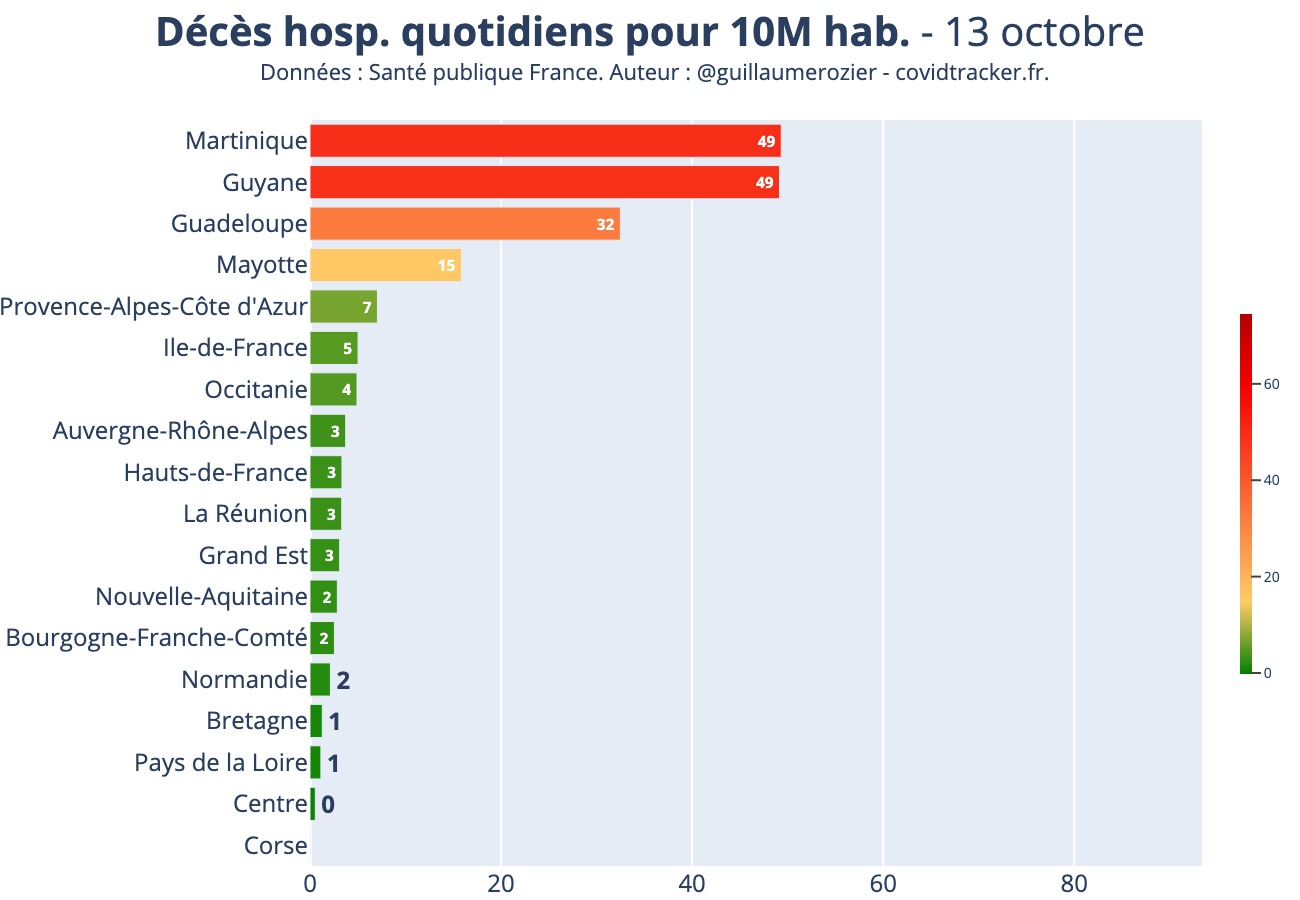 Décès hosp. quotidiens pour 10M hab. - 13 octobre
Données : Santé publique France. Auteur : @guillaumerozier - covidtracker.fr.
Martinique 49
Guyane 49
Guadeloupe 32
Mayotte 15
Provence-Alpes-Côte d'Azur 7
Ile-de-France 5
Occitanie 4
Auvergne-Rhône-Alpes 3
Hauts-de-France 3
La Réunion 3
Grand Est 3
Nouvelle-Aquitaine 2
Bourgogne-Franche-Comté 2
Normandie 2
Bretagne 1
Pays de la Loire 1
Centre 0
Corse
0 20 40 60 80
60
40
20
0